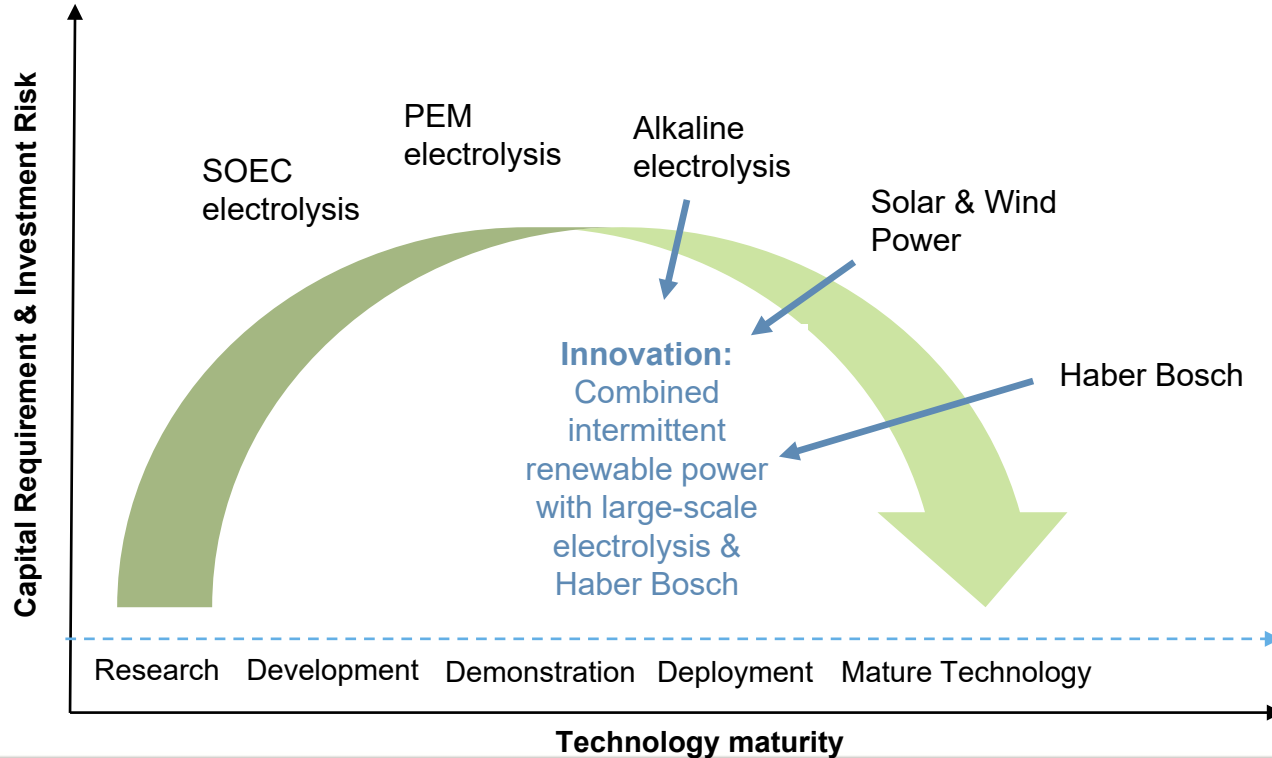 Capital Requirement & Investment Risk
SOEC
electrolysis
PEM
electrolysis
Alkaline
electrolysis
Solar & Wind
Power
Haber Bosch
Innovation:
Combined
intermittent
renewable power
with large-scale
electrolysis &
Haber Bosch
Research
Development
Demonstration
Deployment
Mature Technology
Technology maturity